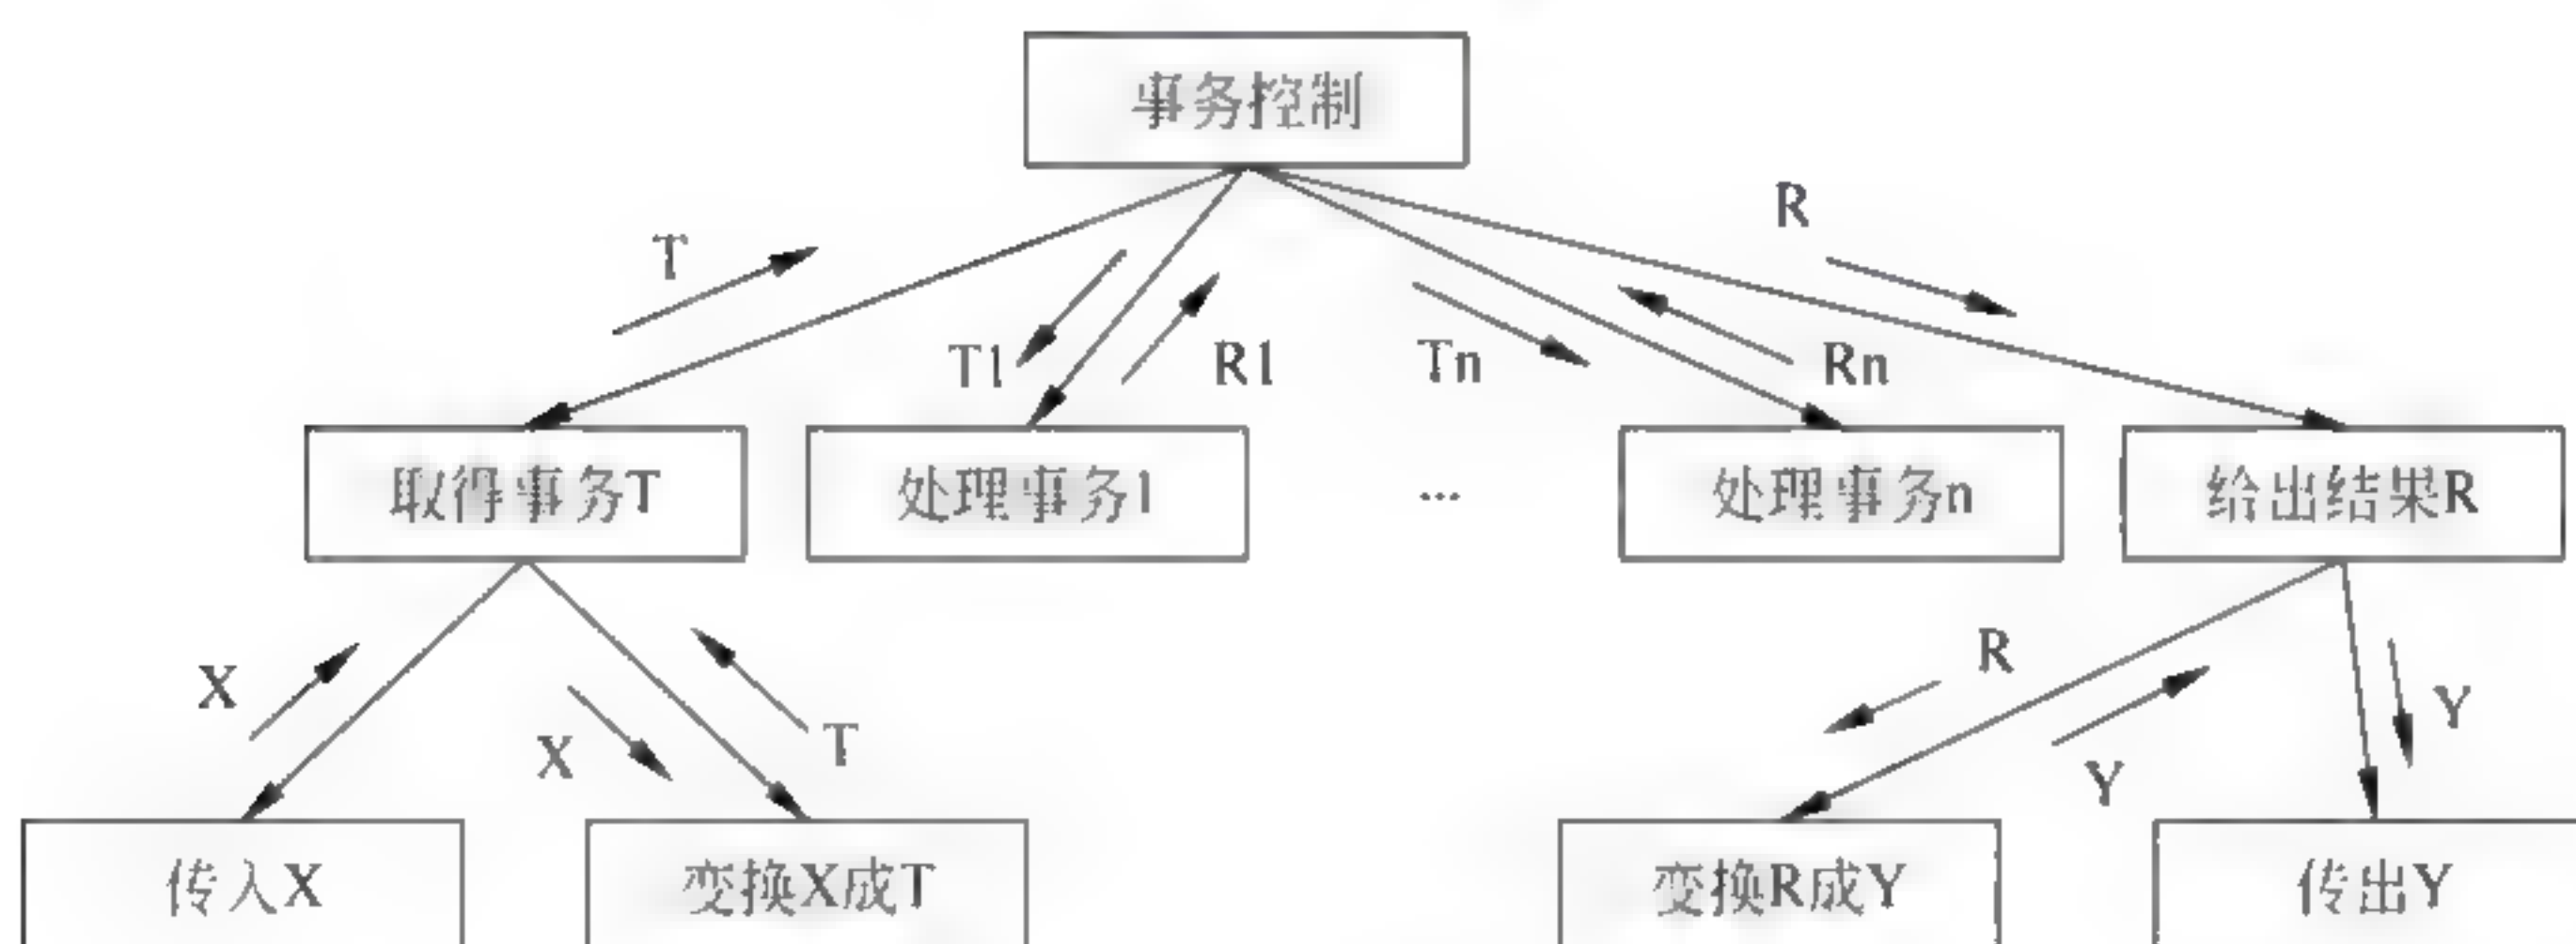 事务控制
T
R
T1
R1
Tn
Rn
取得事务T
处理事务1
...
处理事务n
给出结果R
X
X
T
R
Y
Y
传入X
变换X成T
变换R成Y
传出Y